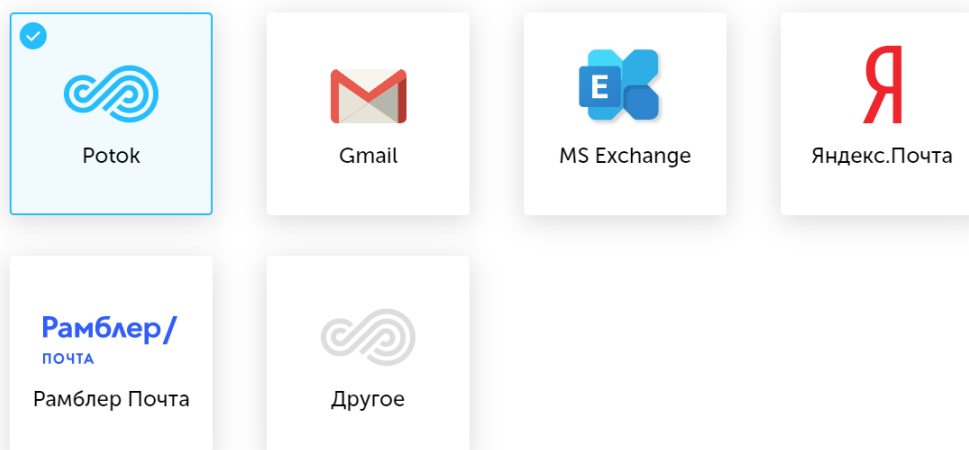 Potok
Gmail
E
MS Exchange
Я
Яндекс.Почта
Рамблер/
ПОЧТА
Рамблер Почта
Другое